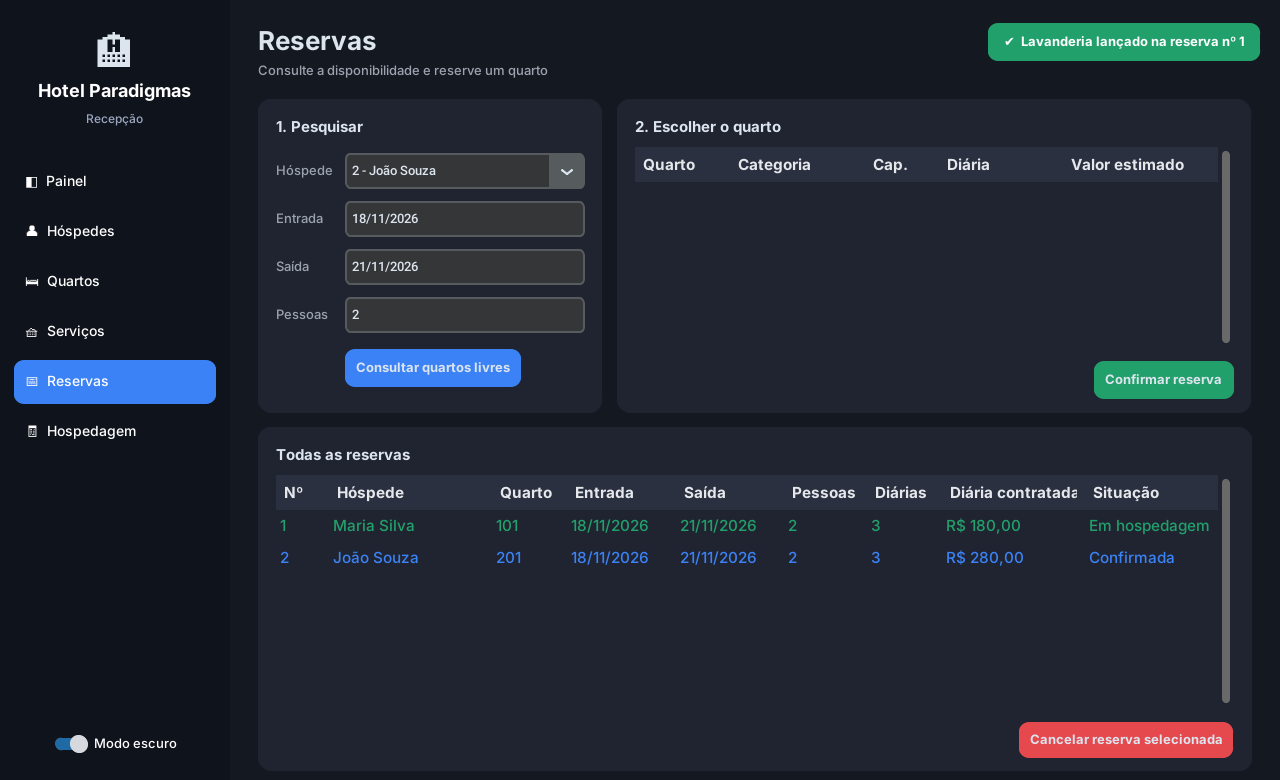 Hotel Paradigmas
Recepção
Painel
Hóspedes
Quartos
Serviços
Reservas
Hospedagem
Modo escuro
Reservas
Consulte a disponibilidade e reserve um quarto
✔ Lavanderia lançado na reserva nº 1
1. Pesquisar
Hóspede 2 - João Souza
Entrada 18/11/2026
Saída 21/11/2026
Pessoas 2
Consultar quartos livres
2. Escolher o quarto
Quarto Categoria Cap. Diária Valor estimado
Confirmar reserva
Todas as reservas
Nº Hóspede Quarto Entrada Saída Pessoas Diárias Diária contratada Situação
1 Maria Silva 101 18/11/2026 21/11/2026 2 3 R$ 180,00 Em hospedagem
2 João Souza 201 18/11/2026 21/11/2026 2 3 R$ 280,00 Confirmada
Cancelar reserva selecionada